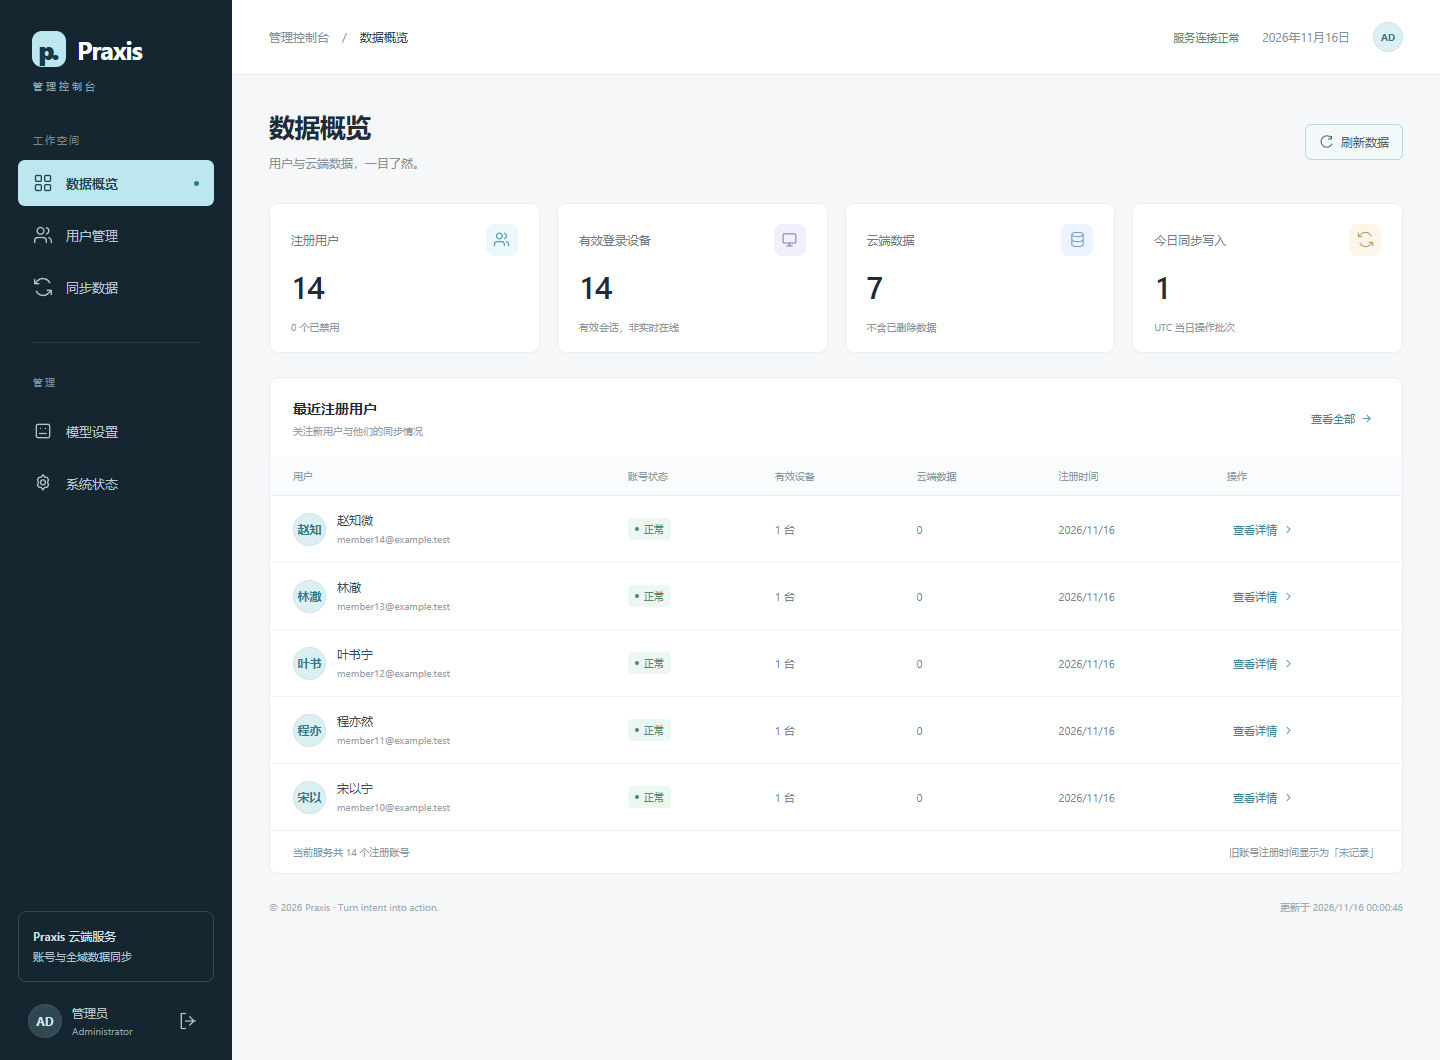 p. Praxis
管理控制台
工作空间
数据概览
用户管理
同步数据
管理
模型设置
系统状态
Praxis 云端服务
账号与全域数据同步
AD
管理员
Administrator
管理控制台 / 数据概览
服务连接正常
2026年11月16日
AD
数据概览
用户与云端数据，一目了然。
刷新数据
注册用户
14
0 个已禁用
有效登录设备
14
有效会话，非实时在线
云端数据
7
不含已删除数据
今日同步写入
1
UTC 当日操作批次
最近注册用户
关注新用户与他们的同步情况
查看全部 →
用户 账号状态 有效设备 云端数据 注册时间 操作
赵知 赵知微
member14@example.test
正常 1 台 0 2026/11/16 查看详情
林澈 林澈
member13@example.test
正常 1 台 0 2026/11/16 查看详情
叶书 叶书宁
member12@example.test
正常 1 台 0 2026/11/16 查看详情
程亦 程亦然
member11@example.test
正常 1 台 0 2026/11/16 查看详情
宋以 宋以宁
member10@example.test
正常 1 台 0 2026/11/16 查看详情
当前服务共 14 个注册账号
旧账号注册时间显示为「未记录」
© 2026 Praxis · Turn intent into action.
更新于 2026/11/16 00:00:46